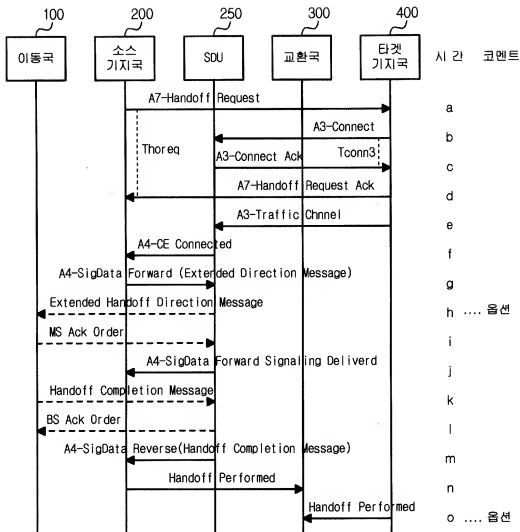 100
200
250
300
400
이동국
소스
기지국
SDU
교환국
타겟
기지국
시 간
코멘트
A7-Handoff Request
a
A3-Connect
b
Thoreq
A3-Connect Ack
Tconn3
c
A7-Handoff Request Ack
d
A3-Traffic Chnnel
e
A4-CE Connected
f
A4-SigData Forward (Extended Direction Message)
g
Extended Handoff Direction Message
h .... 옵션
MS Ack Order
i
A4-SigData Forward Signaling Deliverd
j
Handoff Completion Message
k
BS Ack Order
l
A4-SigData Reverse(Handoff Completion Message)
m
Handoff Performed
n
Handoff Performed
o .... 옵션